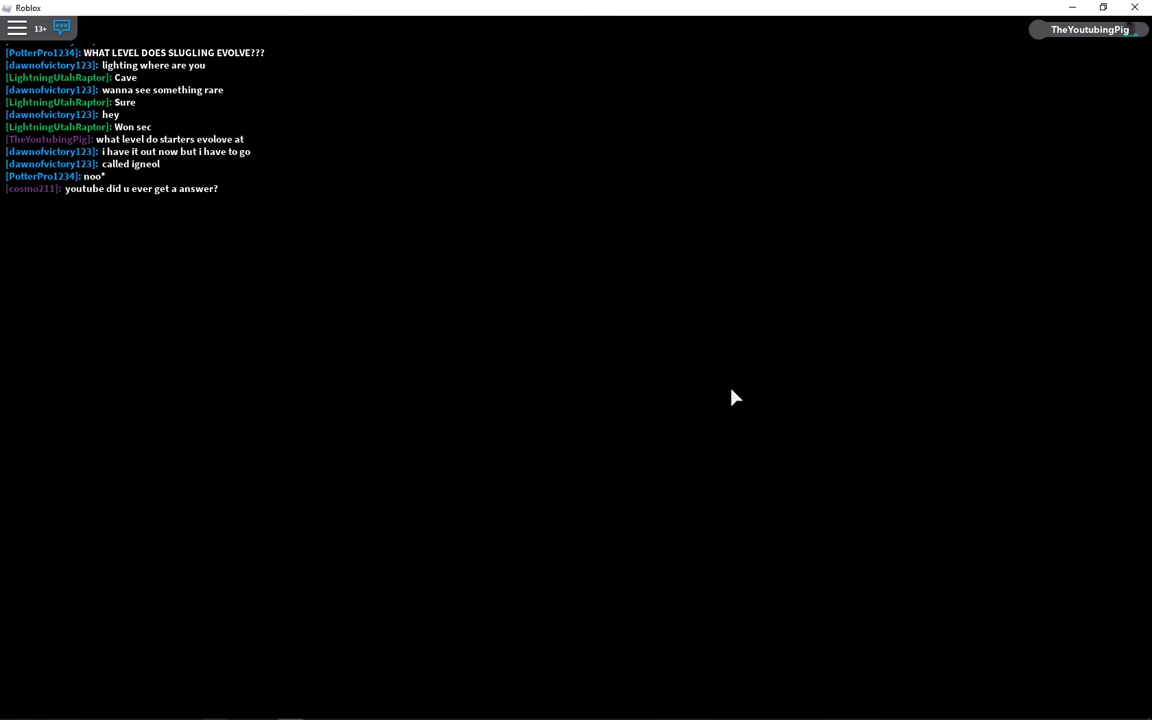 Roblox
13+
TheYoutubingPig
[PotterPro1234]: WHAT LEVEL DOES SLUGLING EVOLVE???
[dawnofvictory123]: lighting where are you
[LightningUtahRaptor]: Cave
[dawnofvictory123]: wanna see something rare
[LightningUtahRaptor]: Sure
[dawnofvictory123]: hey
[LightningUtahRaptor]: Won sec
[TheYoutubingPig]: what level do starters evolove at
[dawnofvictory123]: i have it out now but i have to go
[dawnofvictory123]: called igneol
[PotterPro1234]: noo*
[cosmo211]: youtube did u ever get a answer?